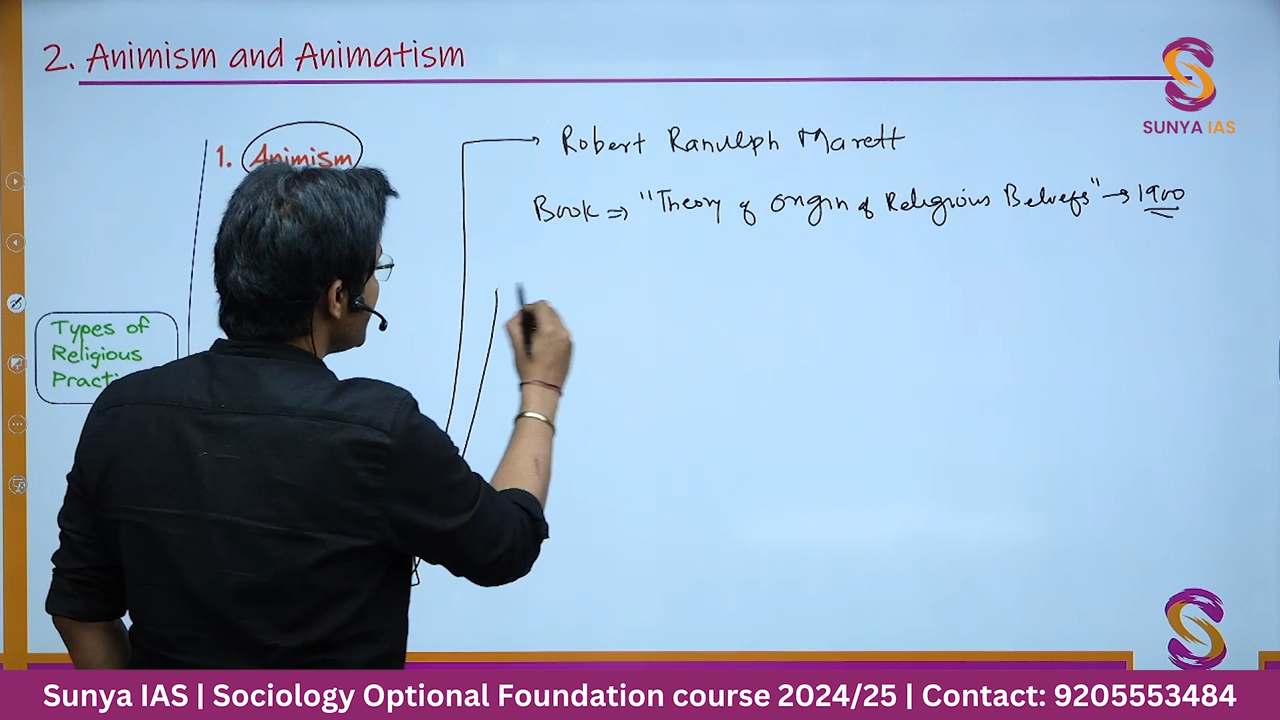 2. Animism and Animatism
SUNYA IAS
1. Animism
Robert Ranulph Marett
Book ⇒ "Theory of Origin of Religious Beliefs" → 1900
Types of
Religious
Practi
Sunya IAS | Sociology Optional Foundation course 2024/25 | Contact: 9205553484